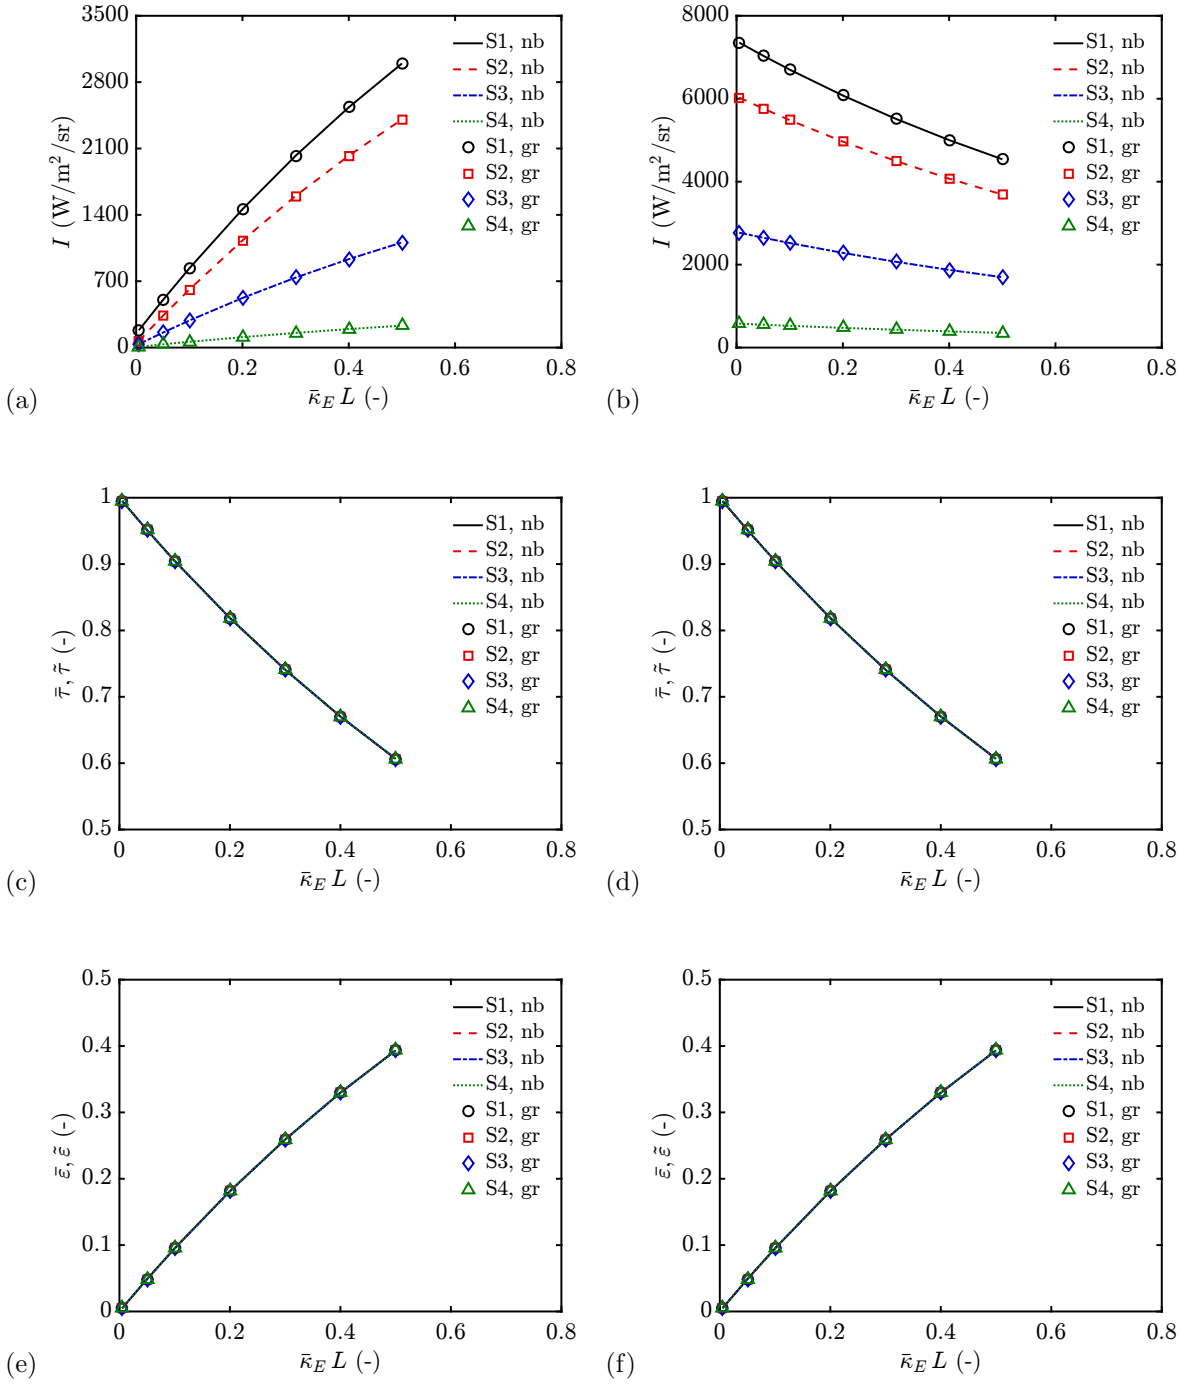 3500
2800
2100
1400
700
0
I (W/m²/sr)
S1, nb
S2, nb
S3, nb
S4, nb
S1, gr
S2, gr
S3, gr
S4, gr
0 0.2 0.4 0.6 0.8
κ̄_E L (-)
(a)
8000
6000
4000
2000
0
I (W/m²/sr)
S1, nb
S2, nb
S3, nb
S4, nb
S1, gr
S2, gr
S3, gr
S4, gr
0 0.2 0.4 0.6 0.8
κ̄_E L (-)
(b)
1
0.9
0.8
0.7
0.6
0.5
τ̄, τ̃ (-)
S1, nb
S2, nb
S3, nb
S4, nb
S1, gr
S2, gr
S3, gr
S4, gr
0 0.2 0.4 0.6 0.8
κ̄_E L (-)
(c)
1
0.9
0.8
0.7
0.6
0.5
τ̄, τ̃ (-)
S1, nb
S2, nb
S3, nb
S4, nb
S1, gr
S2, gr
S3, gr
S4, gr
0 0.2 0.4 0.6 0.8
κ̄_E L (-)
(d)
0.5
0.4
0.3
0.2
0.1
0
ε̄, ε̃ (-)
S1, nb
S2, nb
S3, nb
S4, nb
S1, gr
S2, gr
S3, gr
S4, gr
0 0.2 0.4 0.6 0.8
κ̄_E L (-)
(e)
0.5
0.4
0.3
0.2
0.1
0
ε̄, ε̃ (-)
S1, nb
S2, nb
S3, nb
S4, nb
S1, gr
S2, gr
S3, gr
S4, gr
0 0.2 0.4 0.6 0.8
κ̄_E L (-)
(f)